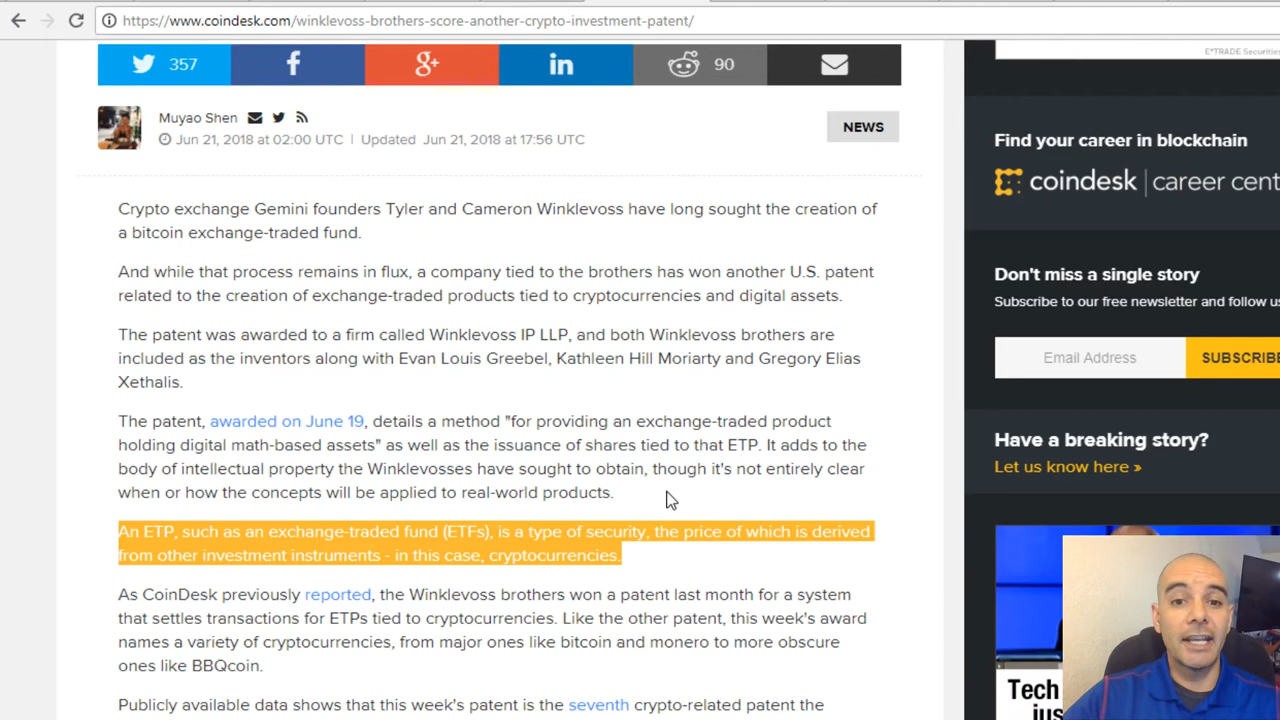 https://www.coindesk.com/winklevoss-brothers-score-another-crypto-investment-patent/
E*TRADE Securities
357
f
g+
in
90
Muyao Shen
Jun 21, 2018 at 02:00 UTC | Updated Jun 21, 2018 at 17:56 UTC
NEWS
Crypto exchange Gemini founders Tyler and Cameron Winklevoss have long sought the creation of
a bitcoin exchange-traded fund.
And while that process remains in flux, a company tied to the brothers has won another U.S. patent
related to the creation of exchange-traded products tied to cryptocurrencies and digital assets.
The patent was awarded to a firm called Winklevoss IP LLP, and both Winklevoss brothers are
included as the inventors along with Evan Louis Greebel, Kathleen Hill Moriarty and Gregory Elias
Xethalis.
The patent, awarded on June 19, details a method "for providing an exchange-traded product
holding digital math-based assets" as well as the issuance of shares tied to that ETP. It adds to the
body of intellectual property the Winklevosses have sought to obtain, though it's not entirely clear
when or how the concepts will be applied to real-world products.
An ETP, such as an exchange-traded fund (ETFs), is a type of security, the price of which is derived
from other investment instruments - in this case, cryptocurrencies.
As CoinDesk previously reported, the Winklevos brothers won a patent last month for a system
that settles transactions for ETPs tied to cryptocurrencies. Like the other patent, this week's award
names a variety of cryptocurrencies, from major ones like bitcoin and monero to more obscure
ones like BBQcoin.
Publicly available data shows that this week's patent is the seventh crypto-related patent the
Find your career in blockchain
coindesk | career cent
Don't miss a single story
Subscribe to our free newsletter and follow us
Email Address
SUBSCRIBE
Have a breaking story?
Let us know here »
Tech
jus